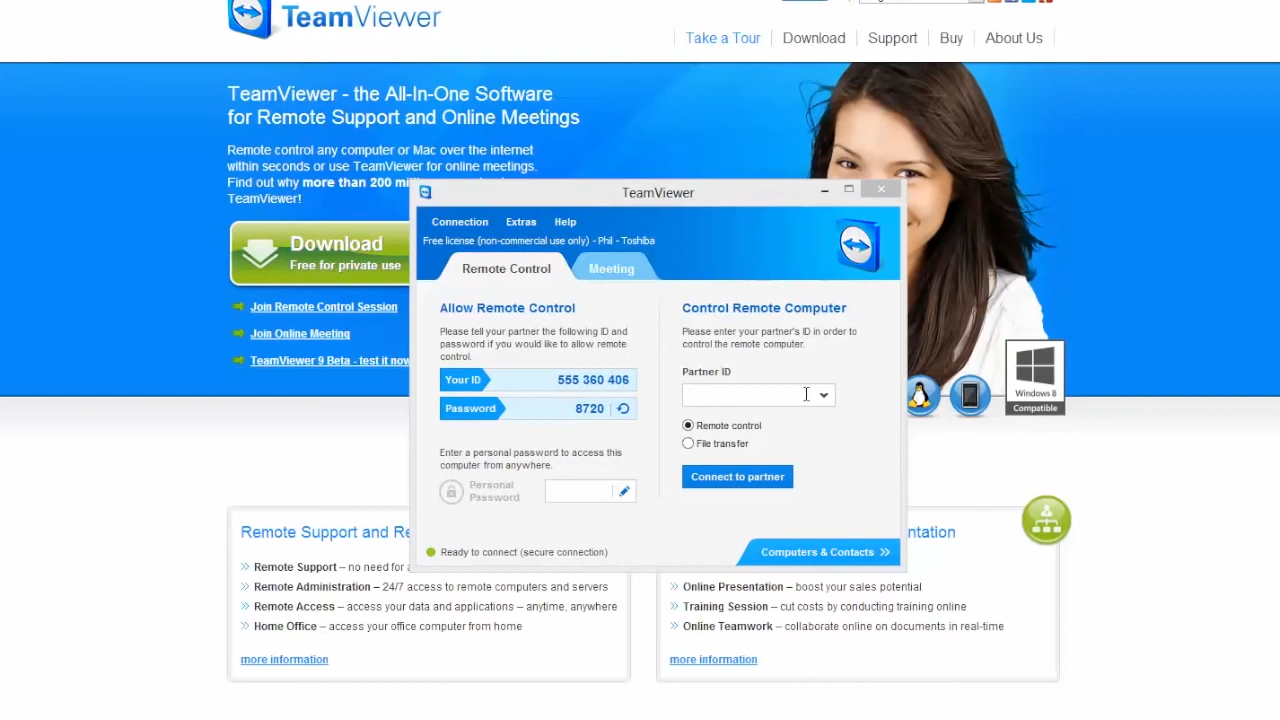 TeamViewer
Take a Tour
Download
Support
Buy
About Us
TeamViewer - the All-In-One Software
for Remote Support and Online Meetings
Remote control any computer or Mac over the internet
within seconds or use TeamViewer for online meetings.
Find out why more than 200
TeamViewer!
Download
Free for private use
Join Remote Control Session
Join Online Meeting
TeamViewer 9 Beta - test it now
TeamViewer
Connection Extras Help
Free license (non-commercial use only) - Phil - Toshiba
Remote Control
Meeting
Allow Remote Control
Please tell your partner the following ID and
password if you would like to allow remote
control.
Your ID 555 360 406
Password 8720
Enter a personal password to access this
computer from anywhere.
Personal
Password
Ready to connect (secure connection)
Control Remote Computer
Please enter your partner's ID in order to
control the remote computer.
Partner ID
Remote control
File transfer
Connect to partner
Computers & Contacts
Windows 8
Compatible
Remote Support and
Remote Support – no need for
Remote Administration – 24/7 access to remote computers and servers
Remote Access – access your data and applications – anytime, anywhere
Home Office – access your office computer from home
more information
Online Presentation – boost your sales potential
Training Session – cut costs by conducting training online
Online Teamwork – collaborate online on documents in real-time
more information